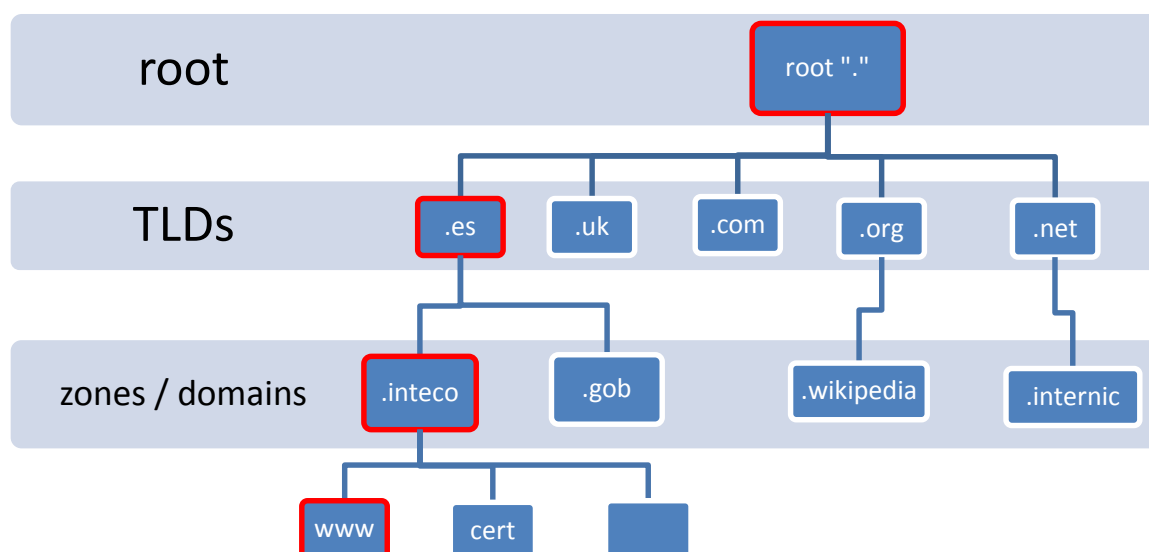 root
root "."
TLDs
.es
.uk
.com
.org
.net
zones / domains
.inteco
.gob
.wikipedia
.internic
www
cert